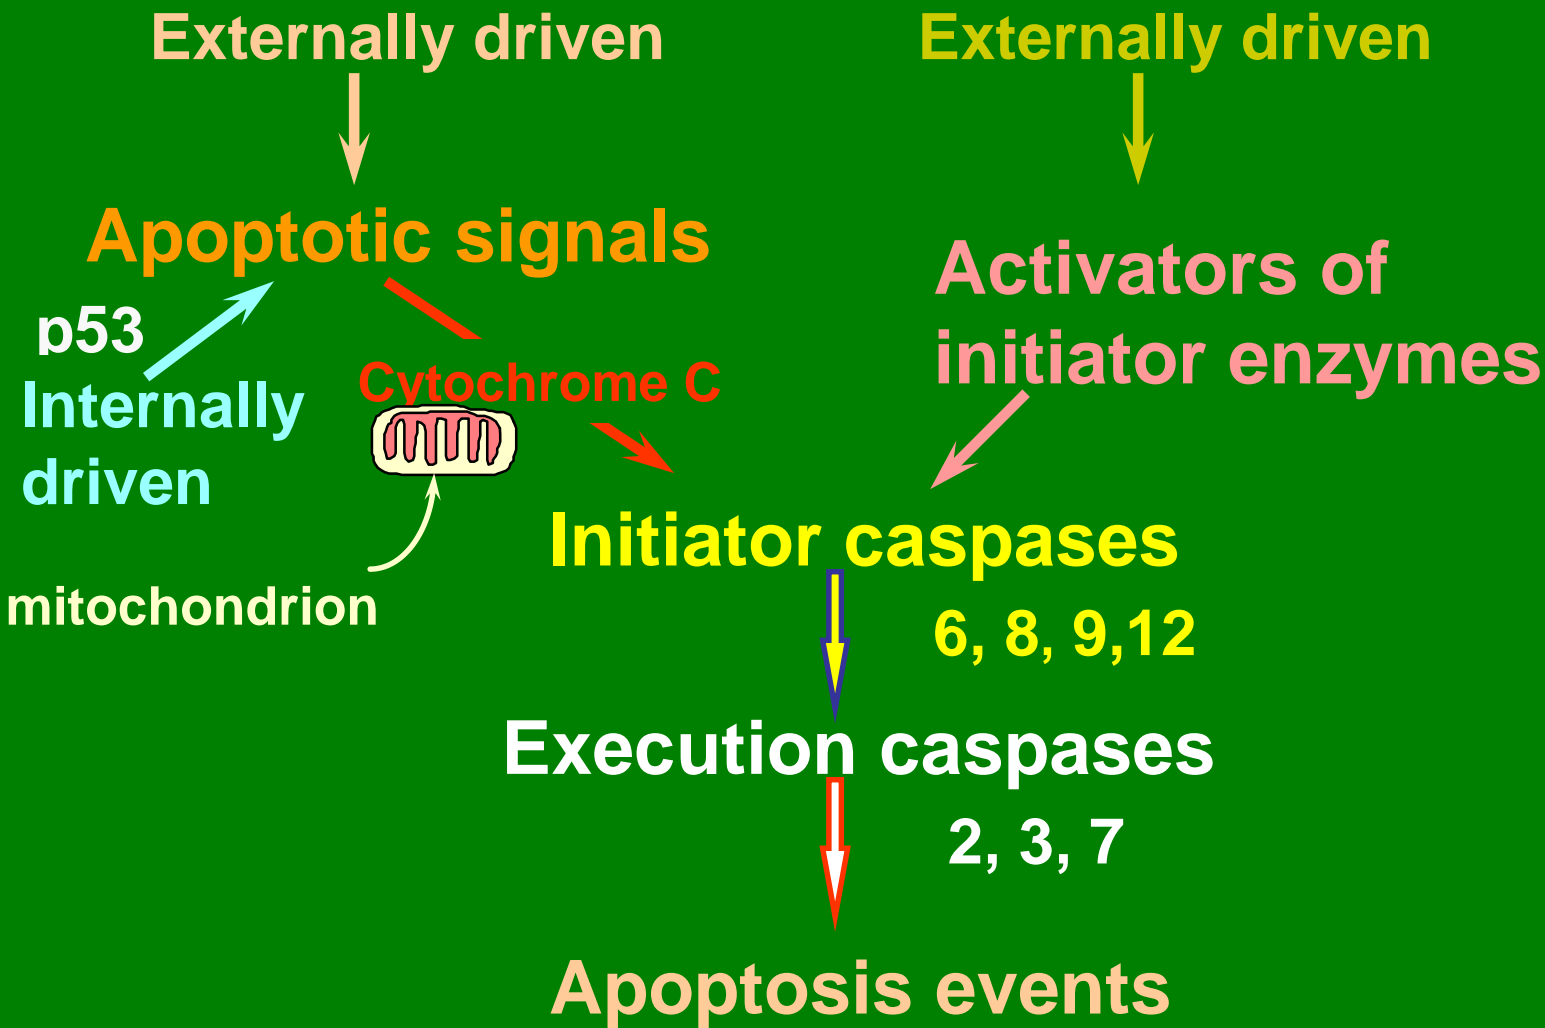 Externally driven
Externally driven
Apoptotic signals
Activators of
initiator enzymes
p53
Internally
driven
Cytochrome C
mitochondrion
Initiator caspases
6, 8, 9,12
Execution caspases
2, 3, 7
Apoptosis events